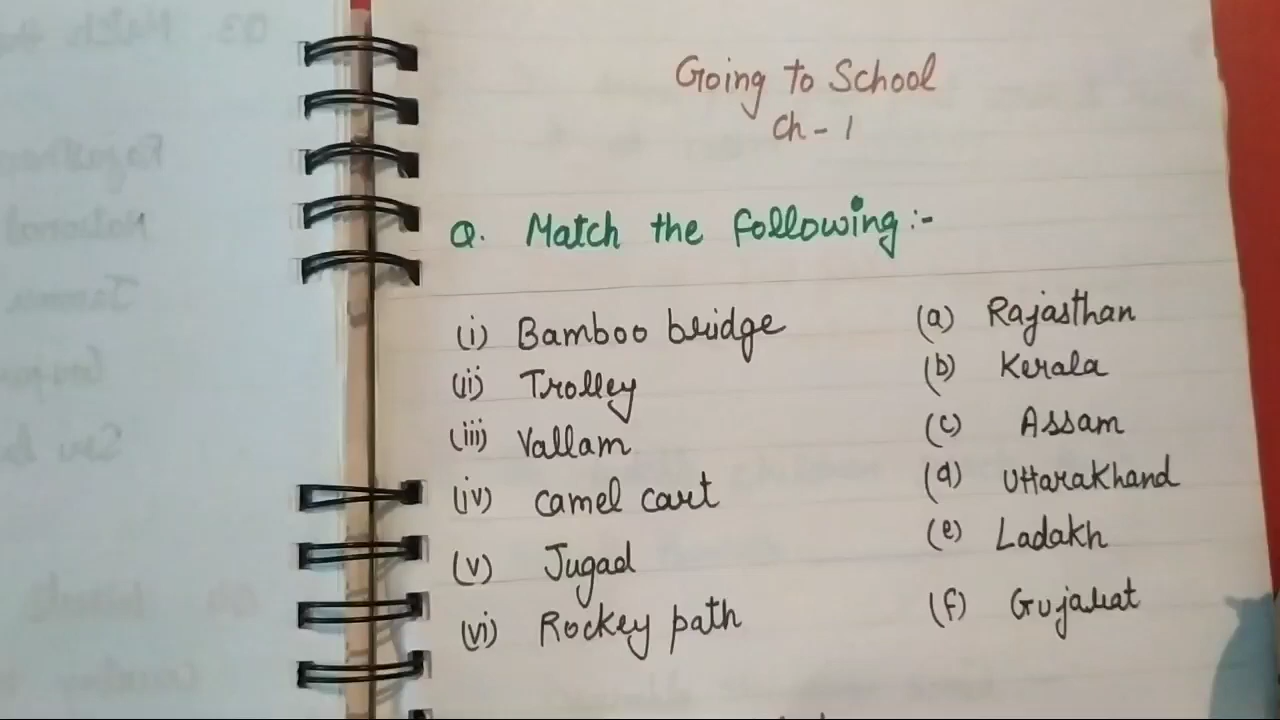 Going to School
Ch - 1
Q. Match the following :-
(i) Bamboo bridge (a) Rajasthan
(ii) Trolley (b) Kerala
(iii) Vallam (c) Assam
(iv) camel cart (d) Uttarakhand
(v) Jugad (e) Ladakh
(vi) Rockey path (f) Gujarat